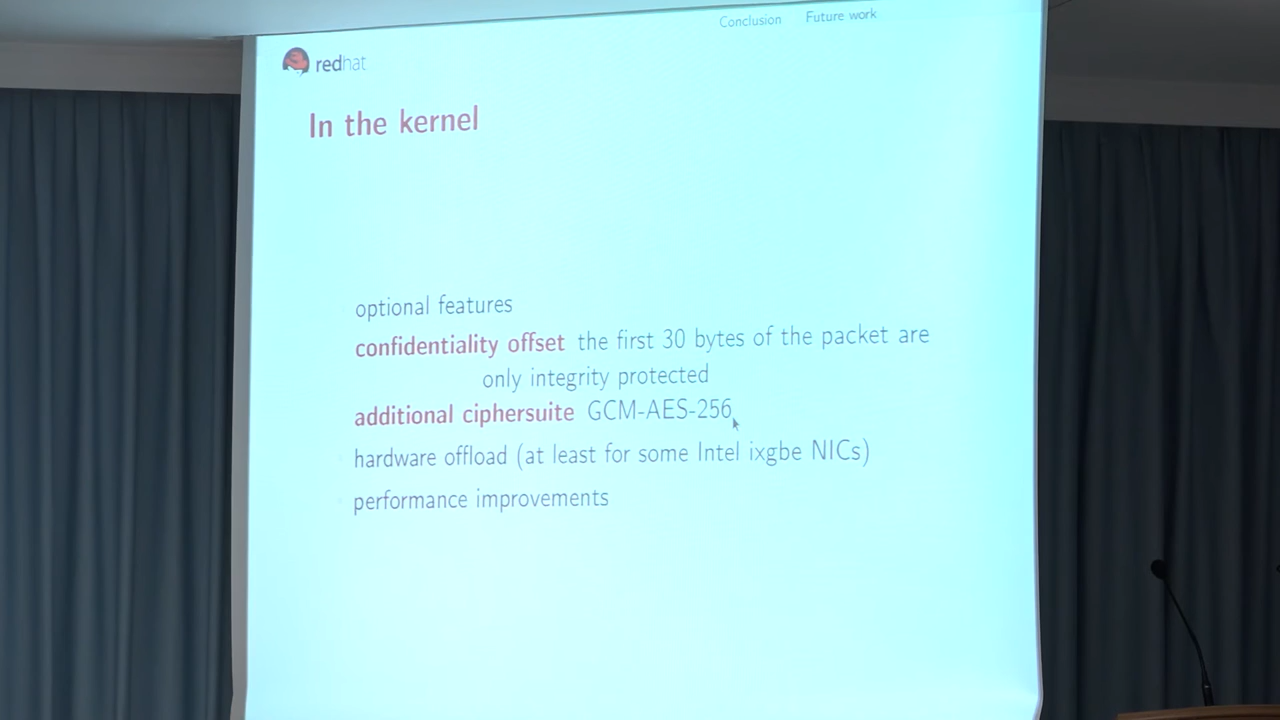 Conclusion Future work
redhat
In the kernel
optional features
confidentiality offset the first 30 bytes of the packet are
only integrity protected
additional ciphersuite GCM-AES-256
hardware offload (at least for some Intel ixgbe NICs)
performance improvements